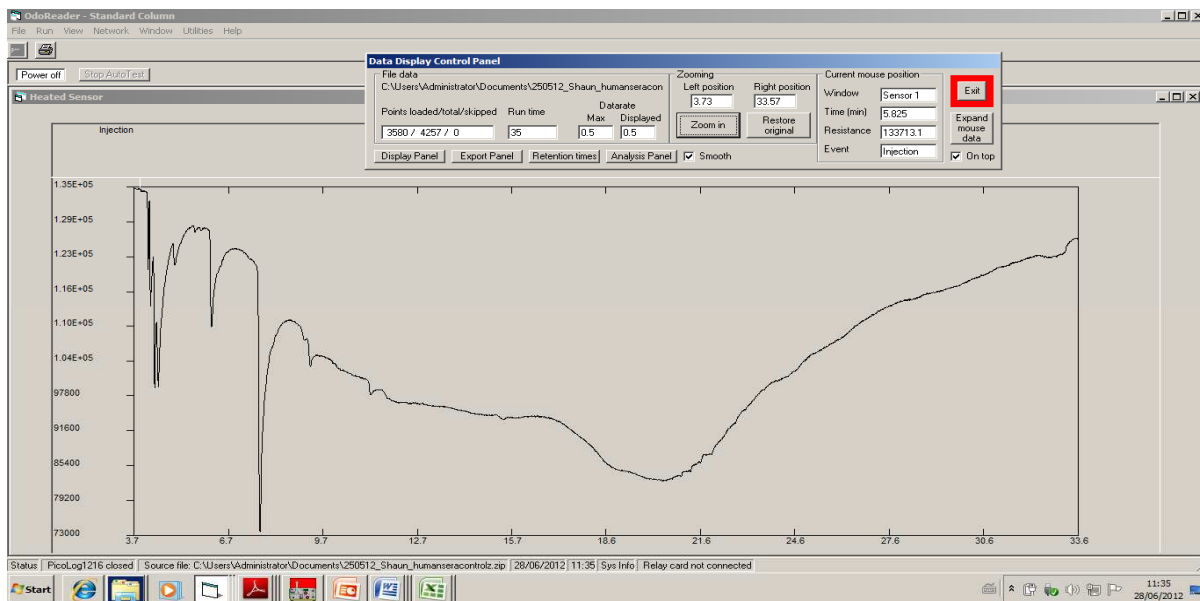 OdoReader - Standard Column
File Run View Network Window Utilities Help
Power off Stop AutoTest
Heated Sensor
Data Display Control Panel
File data
C:\Users\Administrator\Documents\250512_Shaun_humanseracon
Points loaded/total/skipped Run time Datarate
Max Displayed
3580 / 4257 / 0 35 0.5 0.5
Display Panel Export Panel Retention times Analysis Panel Smooth
Zooming
Left position Right position
3.73 33.57
Zoom in Restore original
Current mouse position
Window Sensor 1
Time (min) 5.825
Resistance 133713.1
Event Injection
Exit
Expand
mouse
data
On top
Injection
1.35E+05
1.29E+05
1.23E+05
1.16E+05
1.10E+05
1.04E+05
97800
91600
85400
79200
73000
3.7 6.7 9.7 12.7 15.7 18.6 21.6 24.6 27.6 30.6 33.6
Status PicoLog1216 closed Source file: C:\Users\Administrator\Documents\250512_Shaun_humanseracontrolz.zip 28/06/2012 11:35 Sys Info Relay card not connected
Start
11:35
28/06/2012